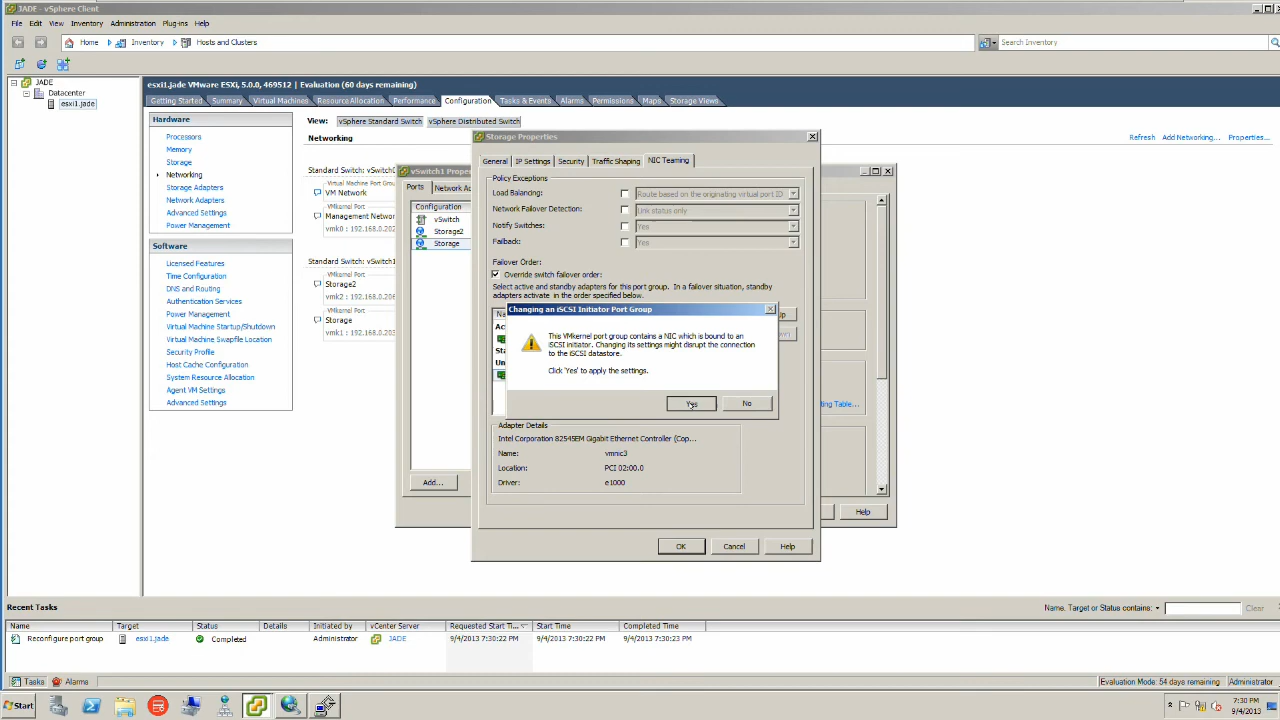 JADE - vSphere Client
File Edit View Inventory Administration Plug-ins Help
Home Inventory Hosts and Clusters
Search Inventory
JADE
Datacenter
esxi1.jade
esxi1.jade VMware ESXi, 5.0.0, 469512 | Evaluation (60 days remaining)
Getting Started Summary Virtual Machines Resource Allocation Performance Configuration Tasks & Events Alarms Permissions Maps Storage Views
Hardware
Processors
Memory
Storage
Networking
Storage Adapters
Network Adapters
Advanced Settings
Power Management
Software
Licensed Features
Time Configuration
DNS and Routing
Authentication Services
Power Management
Virtual Machine Startup/Shutdown
Virtual Machine Swapfile Location
Security Profile
Host Cache Configuration
System Resource Allocation
Agent VM Settings
Advanced Settings
View: vSphere Standard Switch vSphere Distributed Switch
Networking
Refresh Add Networking... Properties...
Standard Switch: vSwitch
Virtual Machine Port Grou
VM Network
VMkernel Port
Management Networ
vmk0 : 192.168.0.202
Standard Switch: vSwitch1
VMkernel Port
Storage2
vmk2 : 192.168.0.206
VMkernel Port
Storage
vmk1 : 192.168.0.205
vSwitch1 Prope
Ports Network Ad
Configuration
vSwitch
Storage2
Storage
Add...
ting Table...
Help
Storage Properties
General IP Settings Security Traffic Shaping NIC Teaming
Policy Exceptions
Load Balancing: Route based on the originating virtual port ID
Network Failover Detection: Link status only
Notify Switches: Yes
Failback: Yes
Failover Order:
Override switch failover order:
Select active and standby adapters for this port group. In a failover situation, standby
adapters activate in the order specified below.
Changing an iSCSI Initiator Port Group
This VMkernel port group contains a NIC which is bound to an
iSCSI initiator. Changing its settings might disrupt the connection
to the iSCSI datastore.
Click 'Yes' to apply the settings.
Yes No
Adapter Details
Intel Corporation 82545EM Gigabit Ethernet Controller (Cop...
Name: vmnic3
Location: PCI 02:00.0
Driver: e1000
OK Cancel Help
Recent Tasks
Name, Target or Status contains: Clear
Name Target Status Details Initiated by vCenter Server Requested Start Ti... Start Time Completed Time
Reconfigure port group esxi1.jade Completed Administrator JADE 9/4/2013 7:30:22 PM 9/4/2013 7:30:22 PM 9/4/2013 7:30:23 PM
Tasks Alarms
Evaluation Mode: 54 days remaining Administrator
Start
7:30 PM
9/4/2013